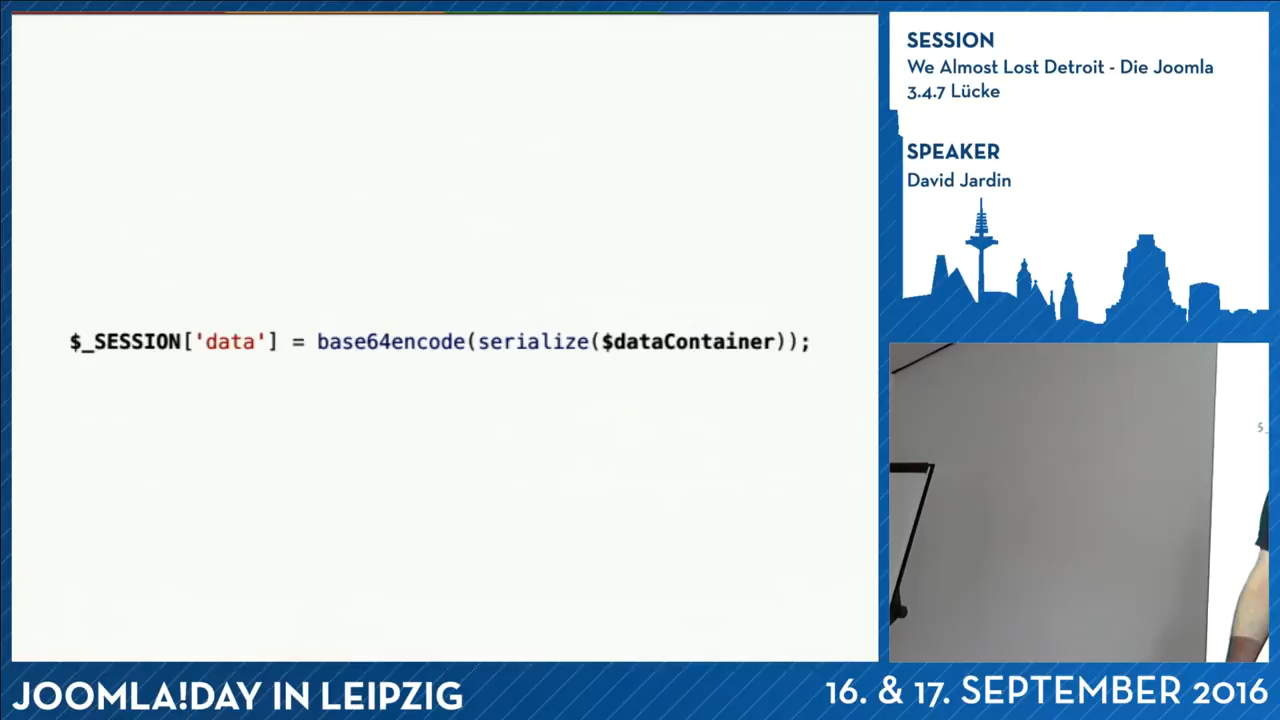 $_SESSION['data'] = base64encode(serialize($dataContainer));
SESSION
We Almost Lost Detroit - Die Joomla
3.4.7 Lücke
SPEAKER
David Jardin
JOOMLA!DAY IN LEIPZIG
16. & 17. SEPTEMBER 2016